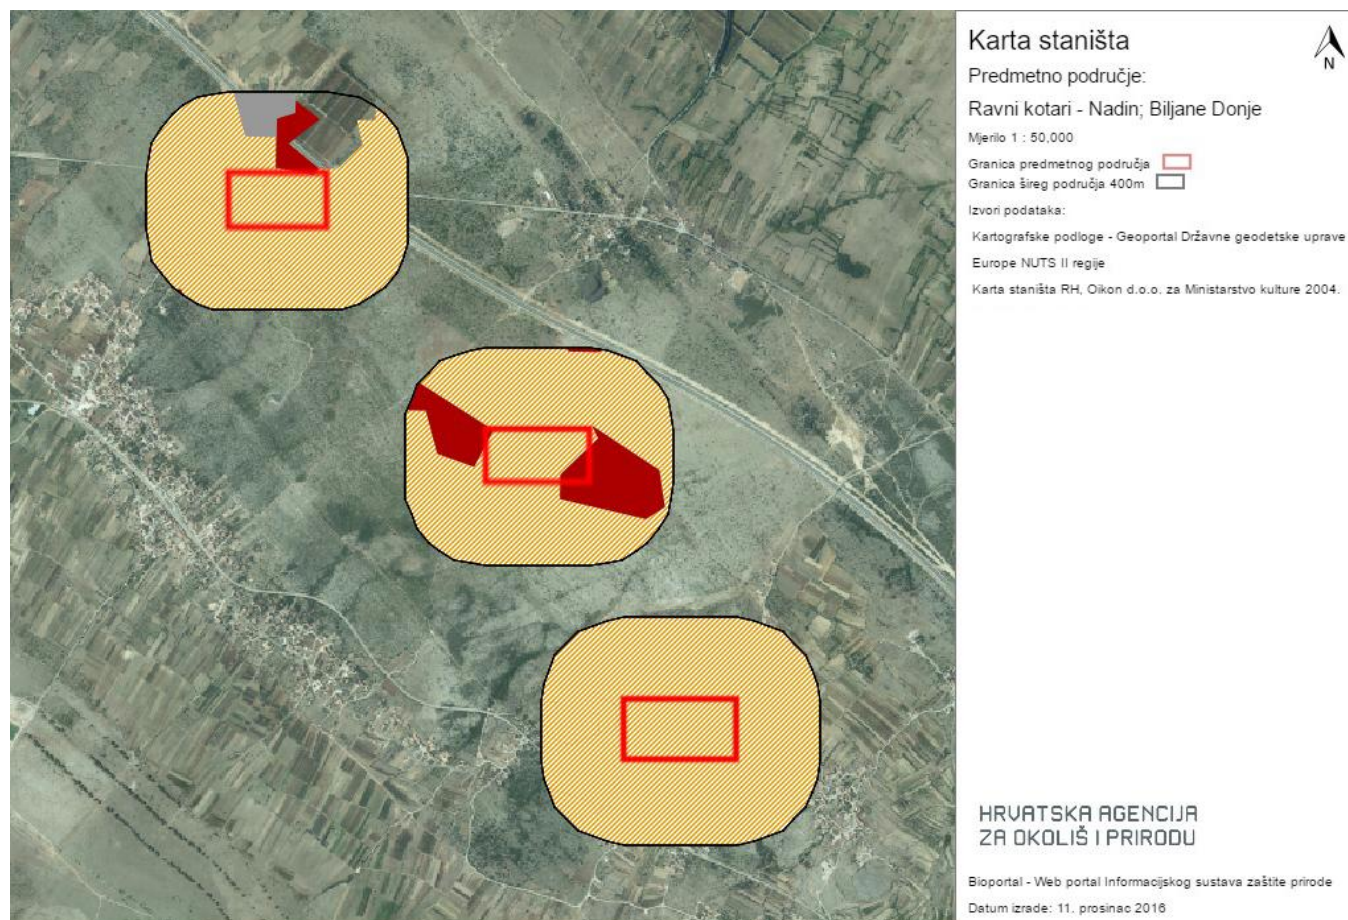 Karta staništa
N
Predmetno područje:
Ravni kotari - Nadin; Biljane Donje
Mjerilo 1 : 50,000
Granica predmetnog područja
Granica šireg područja 400m
Izvori podataka:
Kartografske podloge - Geoportal Državne geodetske uprave
Europe NUTS II regije
Karta staništa RH, Oikon d.o.o. za Ministarstvo kulture 2004.
HRVATSKA AGENCIJA
ZA OKOLIŠ I PRIRODU
Bioportal - Web portal Informacijskog sustava zaštite prirode
Datum izrade: 11. prosinac 2016